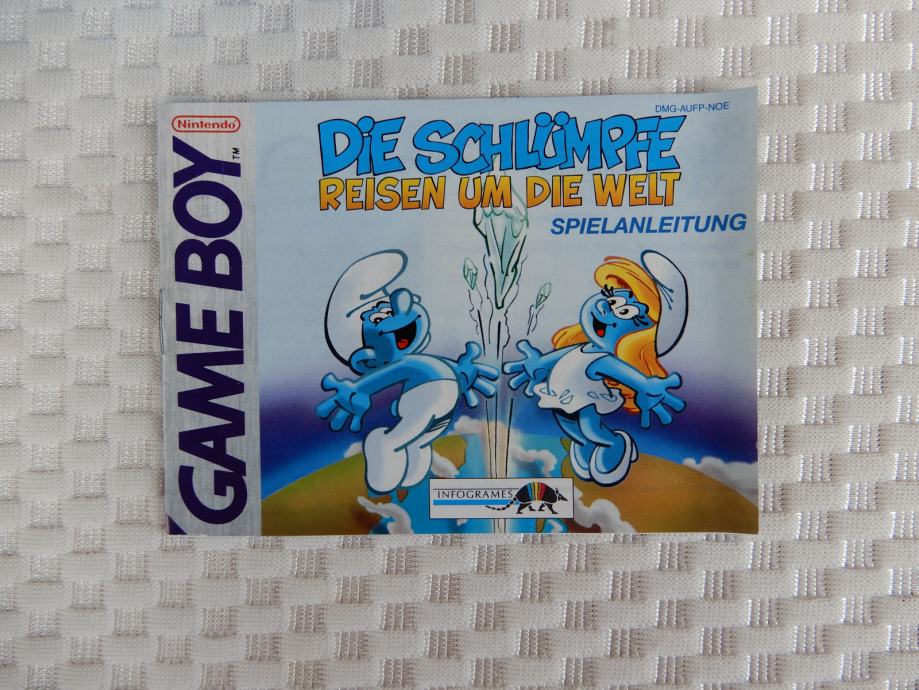 Nintendo
GAME BOY™
DMG-AUFP-NOE
DIE SCHLÜMPFE
REISEN UM DIE WELT
SPIELANLEITUNG
INFOGRAMES